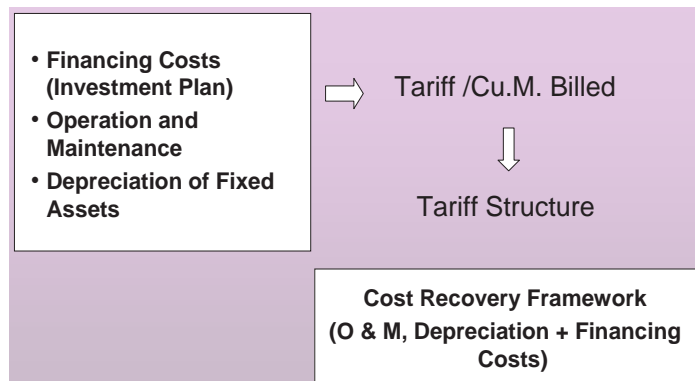 • Financing Costs
(Investment Plan)
• Operation and
Maintenance
• Depreciation of Fixed
Assets
Tariff /Cu.M. Billed
Tariff Structure
Cost Recovery Framework
(O & M, Depreciation + Financing
Costs)